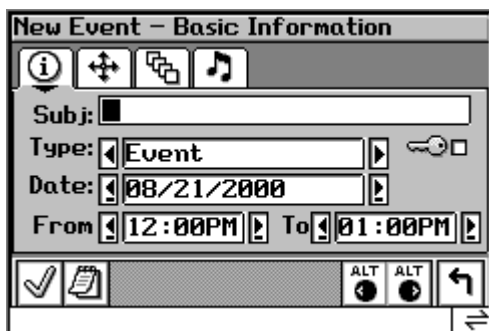 New Event – Basic Information
Subj:
Type: Event
Date: 08/21/2000
From 12:00PM To 01:00PM
ALT ALT